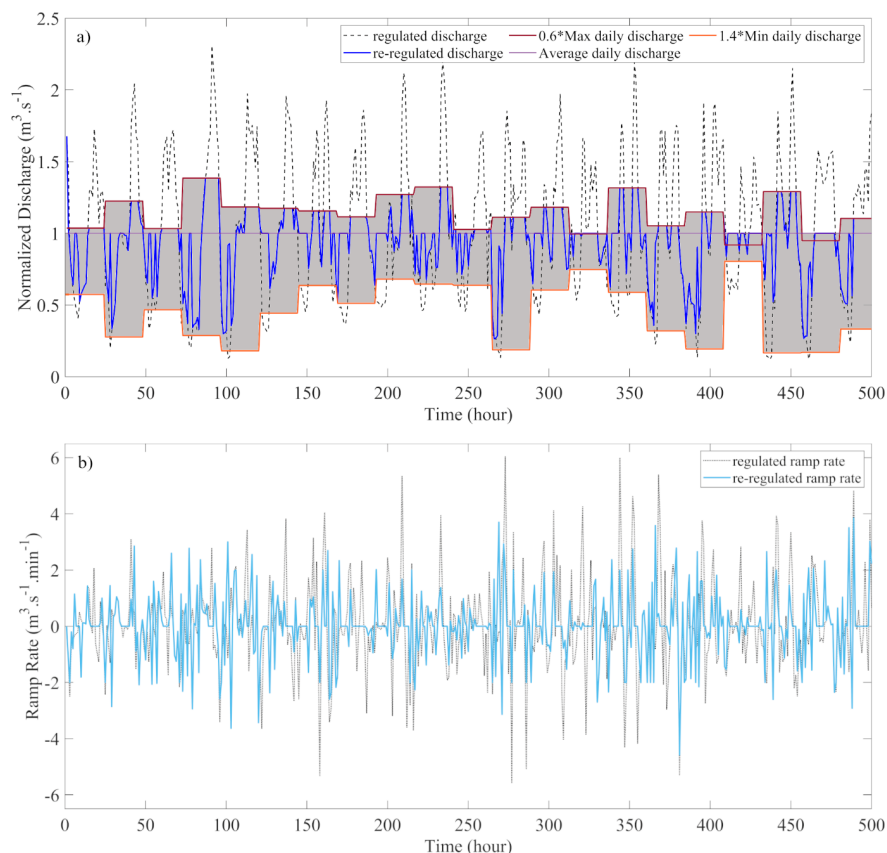 a)
regulated discharge
re-regulated discharge
0.6*Max daily discharge
Average daily discharge
1.4*Min daily discharge
Normalized Discharge (m³.s⁻¹)
2.5
2
1.5
1
0.5
0
0 50 100 150 200 250 300 350 400 450 500
Time (hour)
b)
regulated ramp rate
re-regulated ramp rate
Ramp Rate (m³.s⁻¹.min⁻¹)
6
4
2
0
-2
-4
-6
0 50 100 150 200 250 300 350 400 450 500
Time (hour)